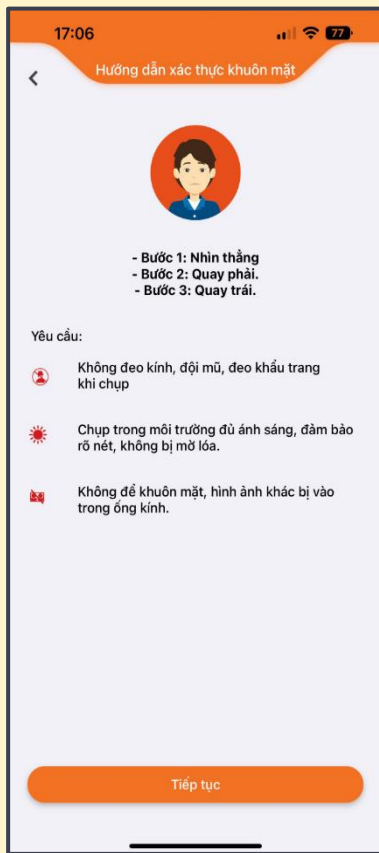 17:06
77
Hướng dẫn xác thực khuôn mặt
- Bước 1: Nhìn thẳng
- Bước 2: Quay phải.
- Bước 3: Quay trái.
Yêu cầu:
Không đeo kính, đội mũ, đeo khẩu trang
khi chụp
Chụp trong môi trường đủ ánh sáng, đảm bảo
rõ nét, không bị mờ lóa.
Không để khuôn mặt, hình ảnh khác bị vào
trong ống kính.
Tiếp tục